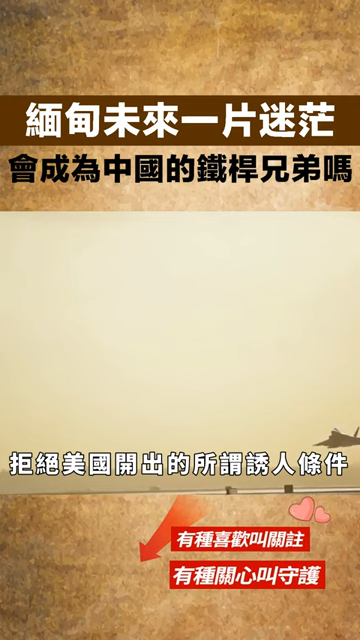 緬甸未來一片迷茫
會成為中國的鐵桿兄弟嗎
拒絕美國開出的所謂誘人條件
有種喜歡叫關註
有種關心叫守護